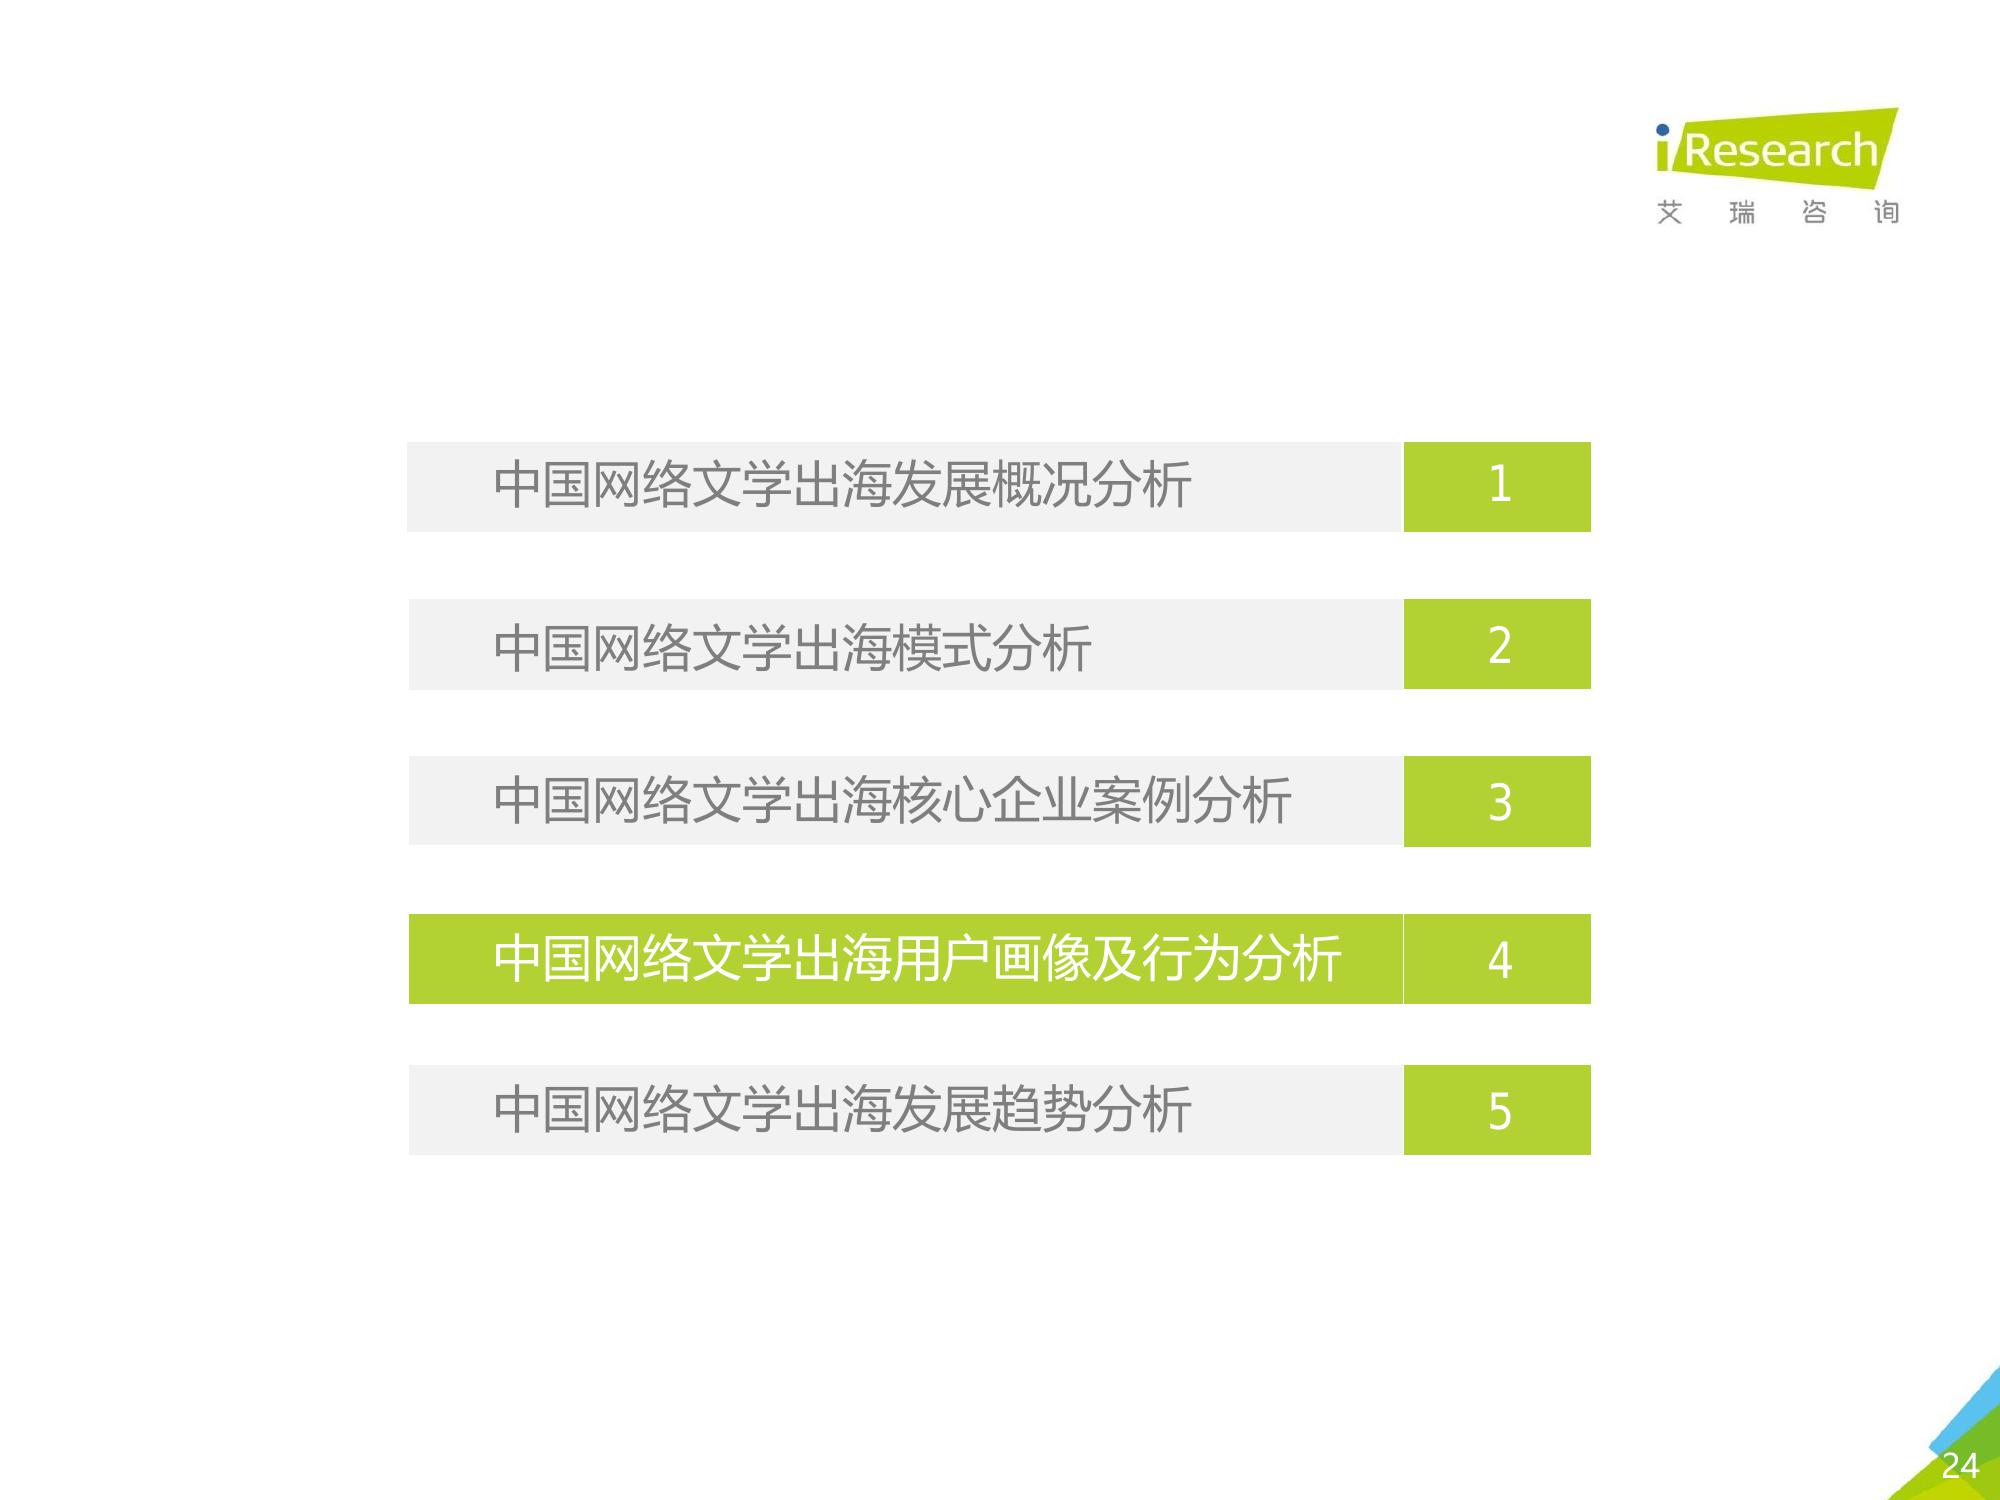 iResearch
艾瑞咨询
中国网络文学出海发展概况分析 1
中国网络文学出海模式分析 2
中国网络文学出海核心企业案例分析 3
中国网络文学出海用户画像及行为分析 4
中国网络文学出海发展趋势分析 5
24